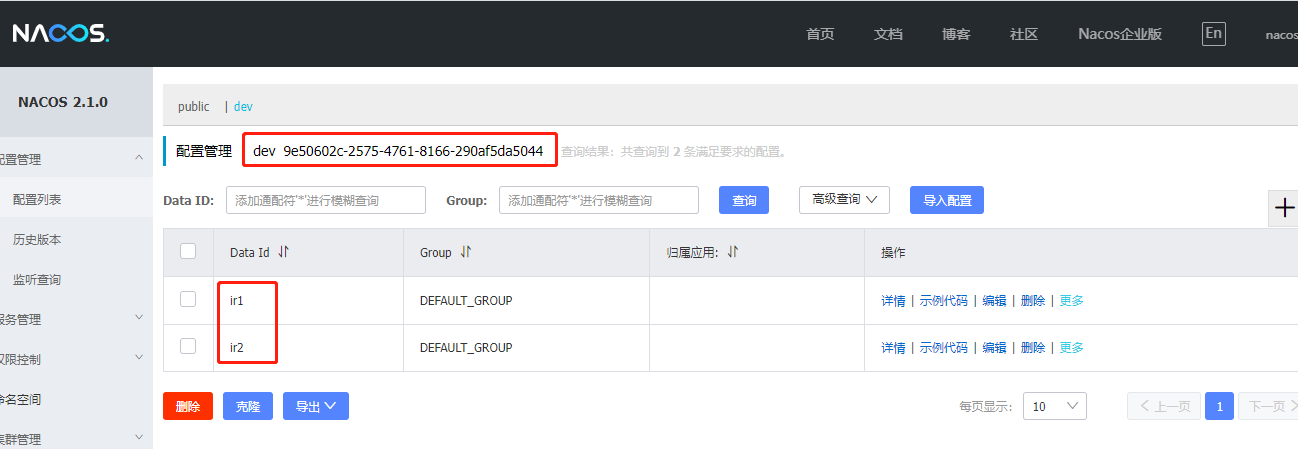 NACOS.
首页 文档 博客 社区 Nacos企业版 En nacos
NACOS 2.1.0
配置管理
配置列表
历史版本
监听查询
服务管理
权限控制
命名空间
集群管理
public | dev
配置管理 dev 9e50602c-2575-4761-8166-290af5da5044 查询结果：共查询到 2 条满足要求的配置。
Data ID: 添加通配符'*'进行模糊查询 Group: 添加通配符'*'进行模糊查询 查询 高级查询 导入配置
Data Id Group 归属应用: 操作
ir1 DEFAULT_GROUP 详情 | 示例代码 | 编辑 | 删除 | 更多
ir2 DEFAULT_GROUP 详情 | 示例代码 | 编辑 | 删除 | 更多
删除 克隆 导出 每页显示: 10 上一页 1 下一页